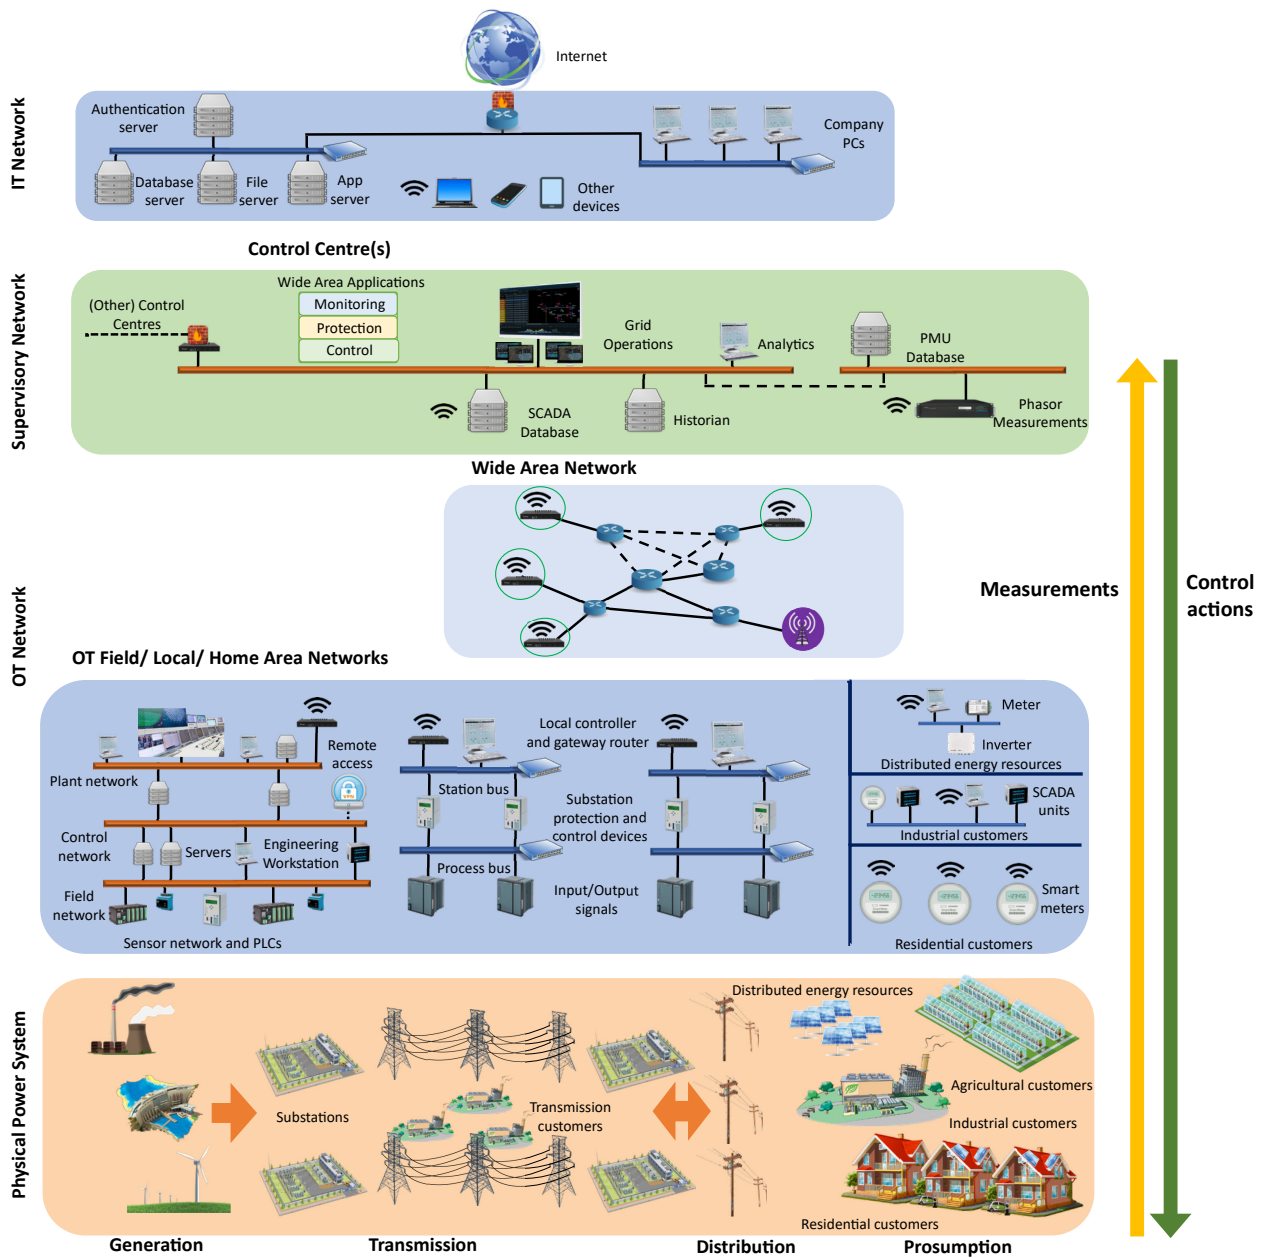 Internet
IT Network
Authentication
server
Company
PCs
Database
server
File
server
App
server
Other
devices
Control Centre(s)
Supervisory Network
Wide Area Applications
Monitoring
Protection
Control
(Other) Control
Centres
Grid
Operations
Analytics
PMU
Database
SCADA
Database
Historian
Phasor
Measurements
Wide Area Network
Measurements
Control
actions
OT Network
OT Field/ Local/ Home Area Networks
Remote
access
VPN
Plant network
Control
network
Servers
Engineering
Workstation
Field
network
Sensor network and PLCs
Local controller
and gateway router
Station bus
Substation
protection and
control devices
Process bus
Input/Output
signals
Meter
Inverter
Distributed energy resources
SCADA
units
Industrial customers
Smart
meters
Residential customers
Physical Power System
Distributed energy resources
Agricultural customers
Substations
Transmission
customers
Industrial customers
Residential customers
Generation
Transmission
Distribution
Prosumption